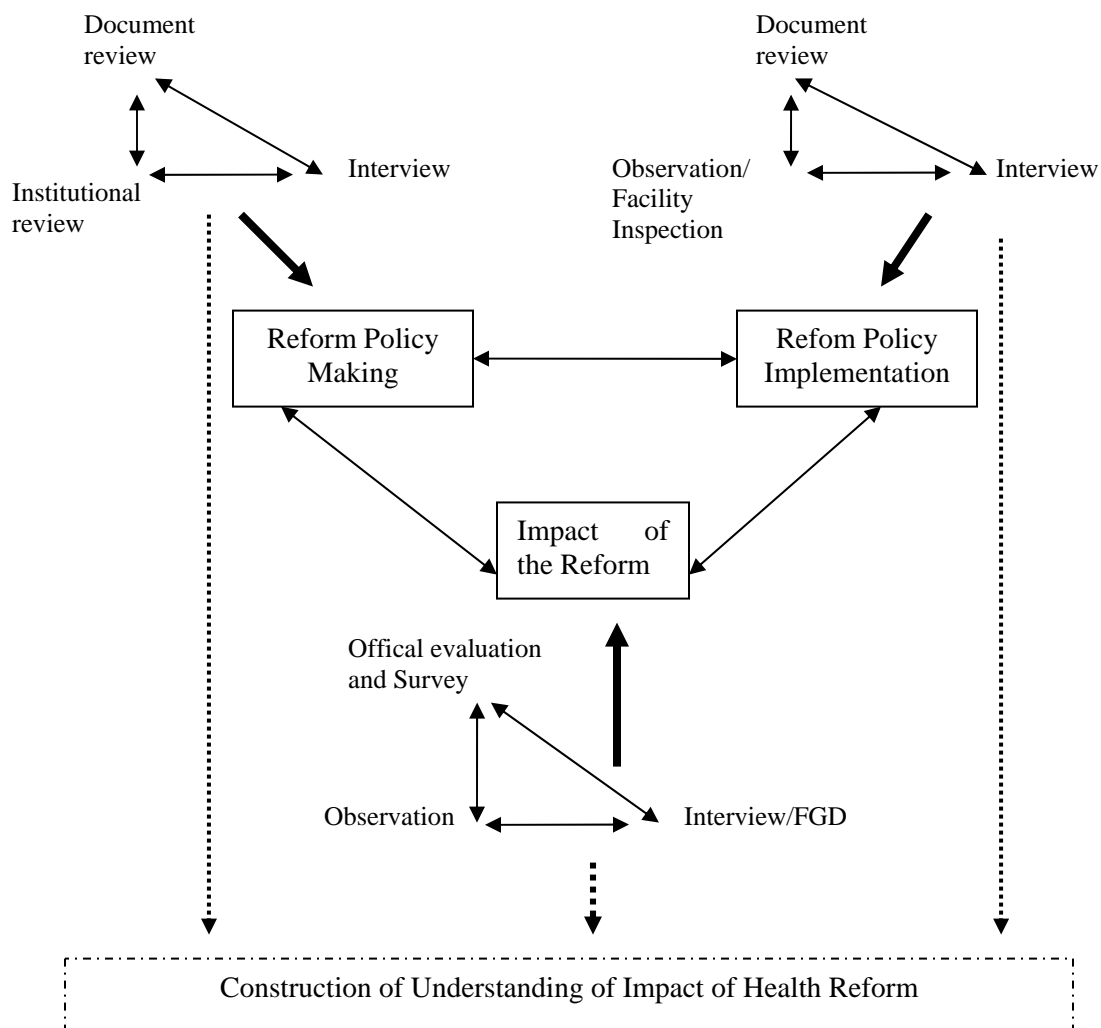 Document
review
Document
review
Interview
Institutional
review
Observation/
Facility
Inspection
Interview
Reform Policy
Making
Refom Policy
Implementation
Impact of
the Reform
Offical evaluation
and Survey
Observation
Interview/FGD
Construction of Understanding of Impact of Health Reform